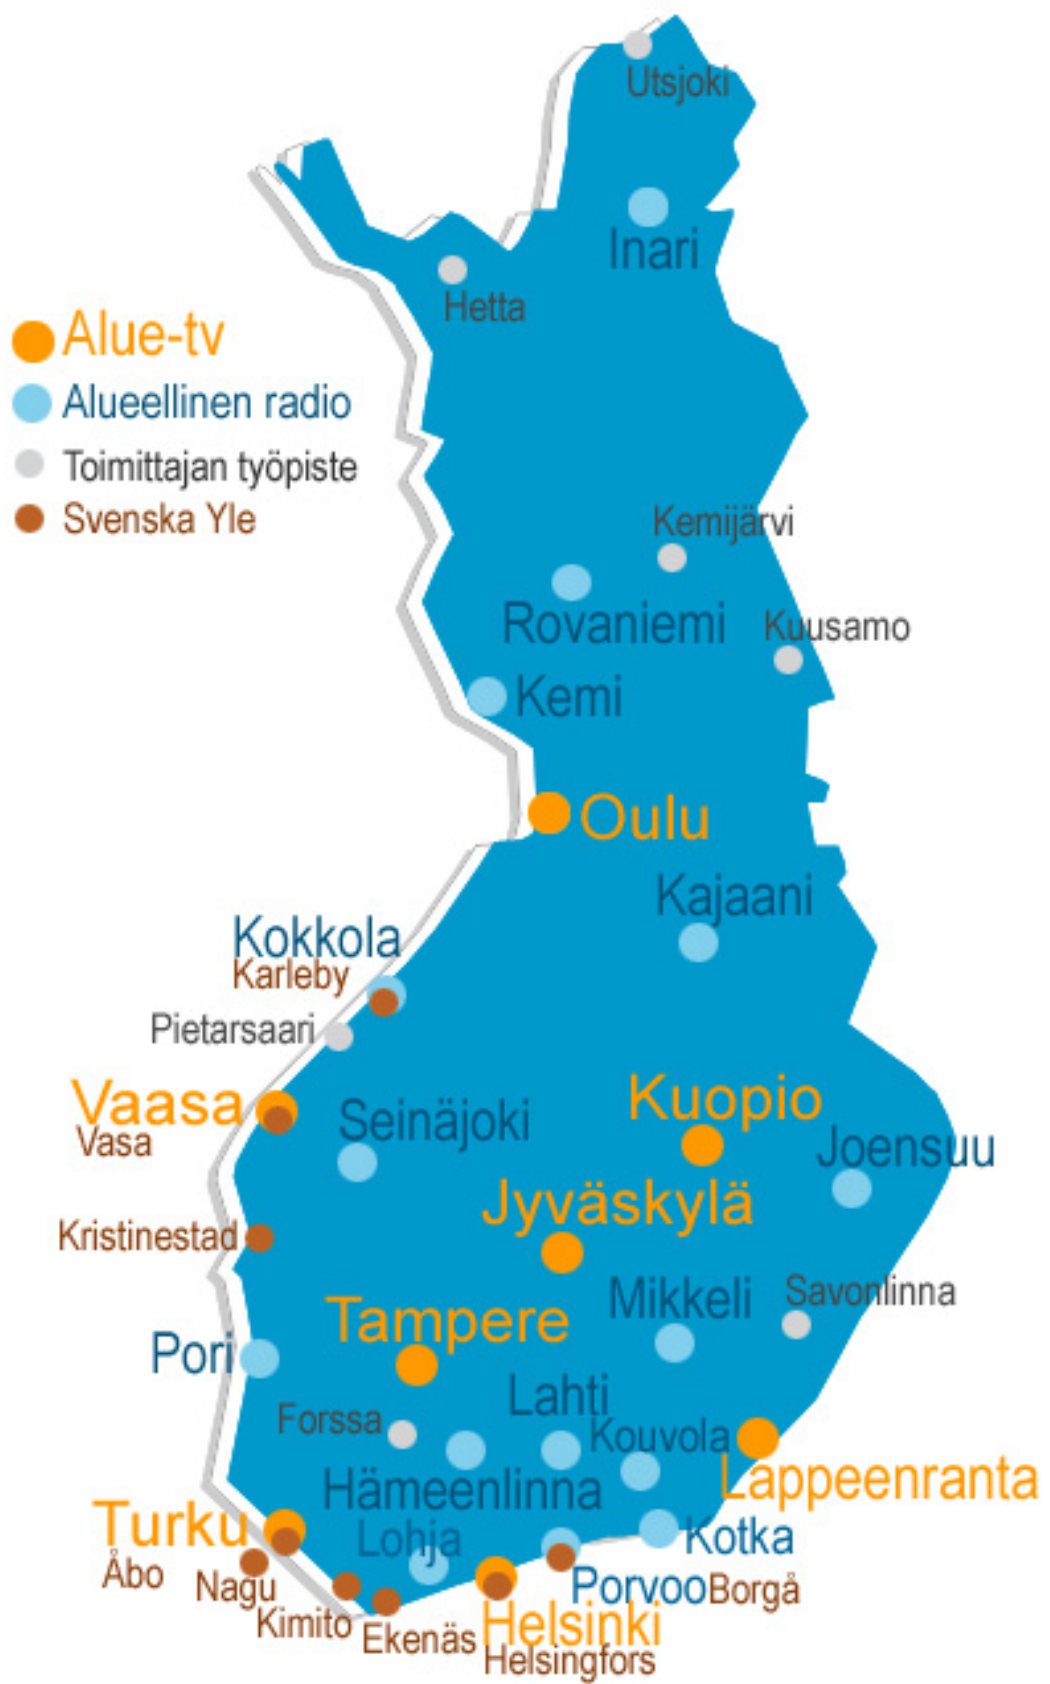 Utsjoki
Inari
Hetta
Alue-tv
Alueellinen radio
Toimittajan työpiste
Svenska Yle
Kemijärvi
Rovaniemi
Kuusamo
Kemi
Oulu
Kajaani
Kokkola
Karleby
Pietarsaari
Vaasa
Vasa
Seinäjoki
Kuopio
Joensuu
Jyväskylä
Kristinestad
Mikkeli
Savonlinna
Tampere
Pori
Lahti
Forssa
Kouvola
Lappeenranta
Hämeenlinna
Turku
Lohja
Kotka
Åbo
Nagu
Porvoo
Borgå
Kimito
Ekenäs
Helsinki
Helsingfors